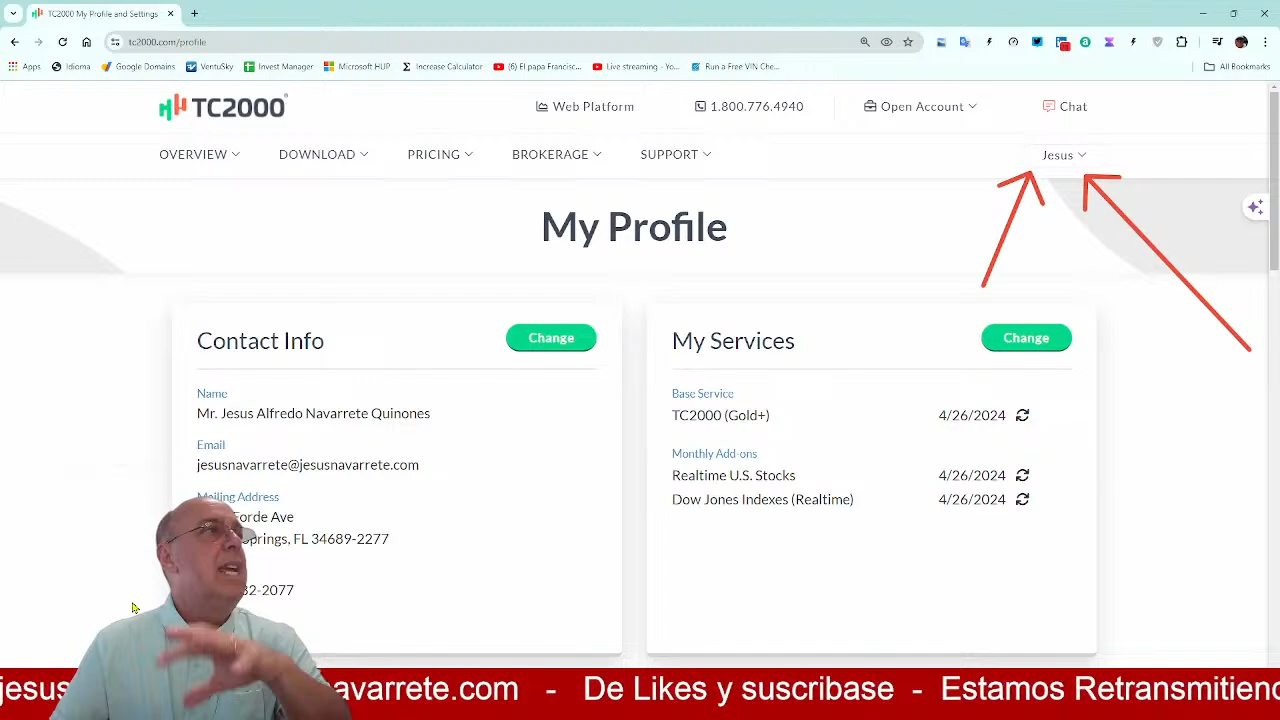 TC2000 My Profile and Settings
tc2000.com/profile
Apps Idioma Google Domains VentuSky Invest Manager Microsoft HUP Increase Calculator (6) El papa Francisc... Live streaming - Yo... Run a Free VIN Che... All Bookmarks
TC2000® Web Platform 1.800.776.4940 Open Account Chat
OVERVIEW DOWNLOAD PRICING BROKERAGE SUPPORT Jesus
My Profile
Contact Info Change
Name
Mr. Jesus Alfredo Navarrete Quinones
Email
jesusnavarrete@jesusnavarrete.com
Mailing Address
Forde Ave
Springs, FL 34689-2277
32-2077
My Services Change
Base Service
TC2000 (Gold+) 4/26/2024
Monthly Add-ons
Realtime U.S. Stocks 4/26/2024
Dow Jones Indexes (Realtime) 4/26/2024
jesus avarrete.com - De Likes y suscribase - Estamos Retransmitiend